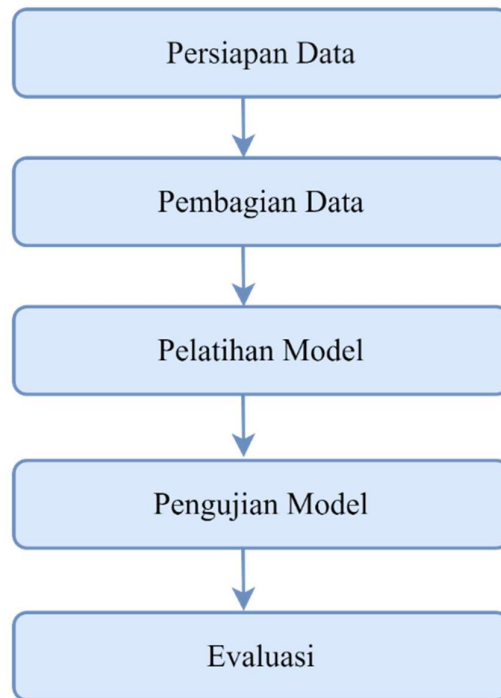 Persiapan Data
Pembagian Data
Pelatihan Model
Pengujian Model
Evaluasi